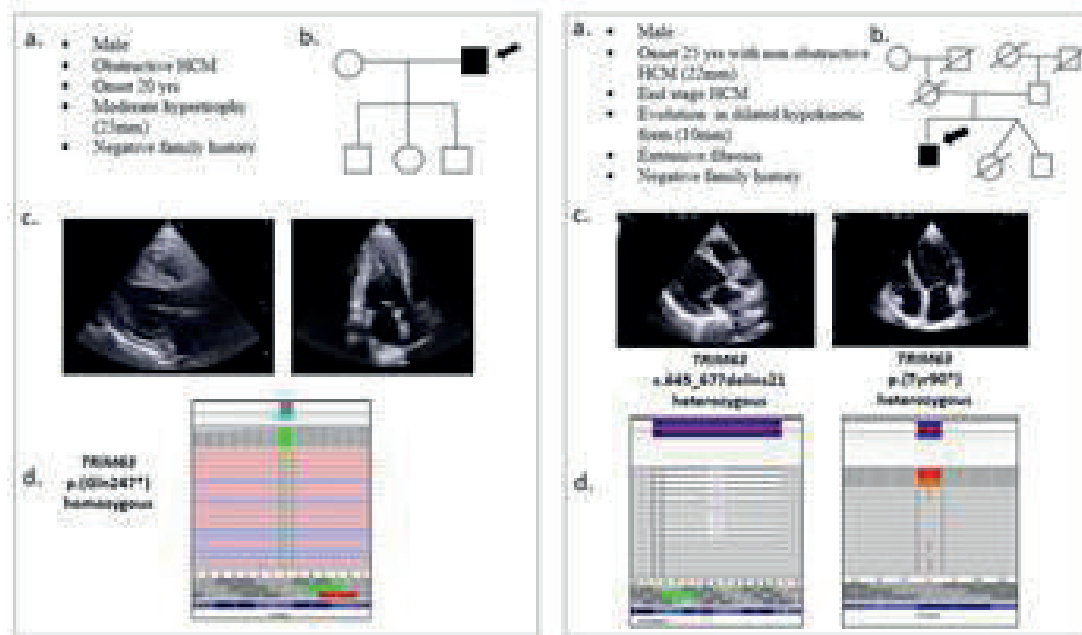 a.
• Male
• Obstructive HCM
• Onset 20 yrs
• Moderate hypertrophy
(23mm)
• Negative family history
b.
c.
d.
TRIM63
p.(Gln247*)
homozygous
a.
• Male
• Onset 25 yrs with non obstructive
HCM (22mm)
• End stage HCM
• Evolution in dilated hypokinetic
form (10mm)
• Extensive fibrosis
• Negative family history
b.
c.
TRIM63
heterozygous
TRIM63
p.(Tyr90*)
heterozygous
d.